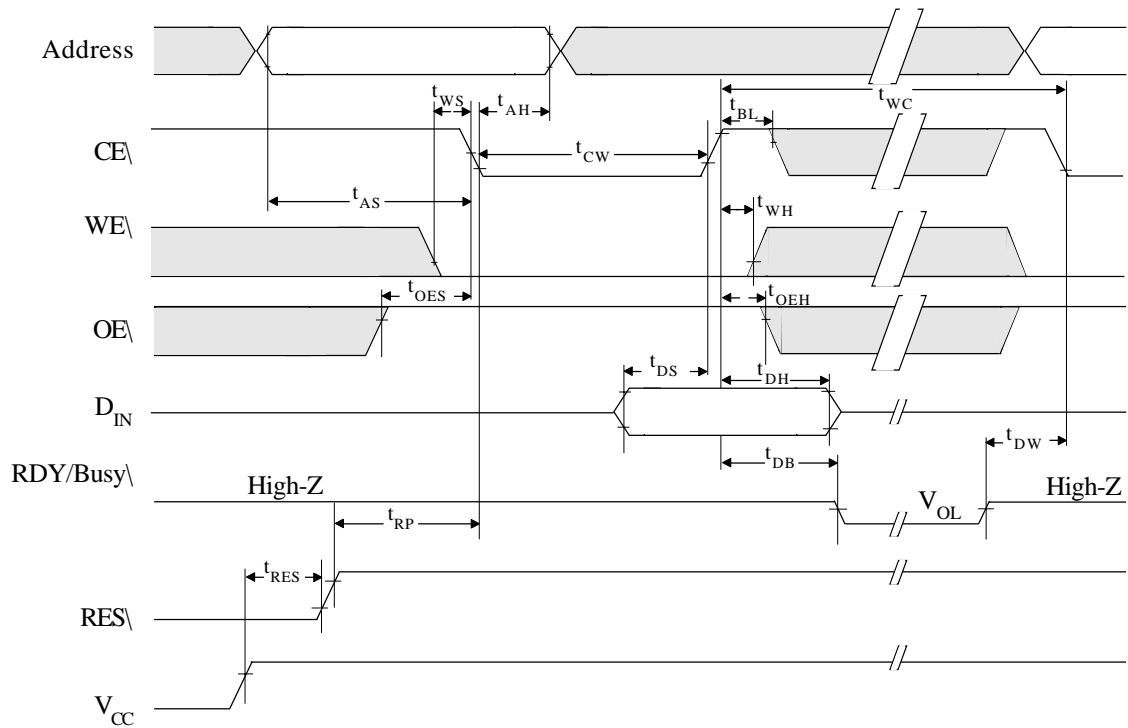 Address
t_WS
t_AH
t_BL
t_WC
CE\
t_CW
t_AS
WE\
t_WH
t_OES
t_OEH
OE\
t_DS
t_DH
D_IN
t_DW
RDY/Busy\
t_DB
High-Z
V_OL
High-Z
t_RP
t_RES
RES\
V_CC